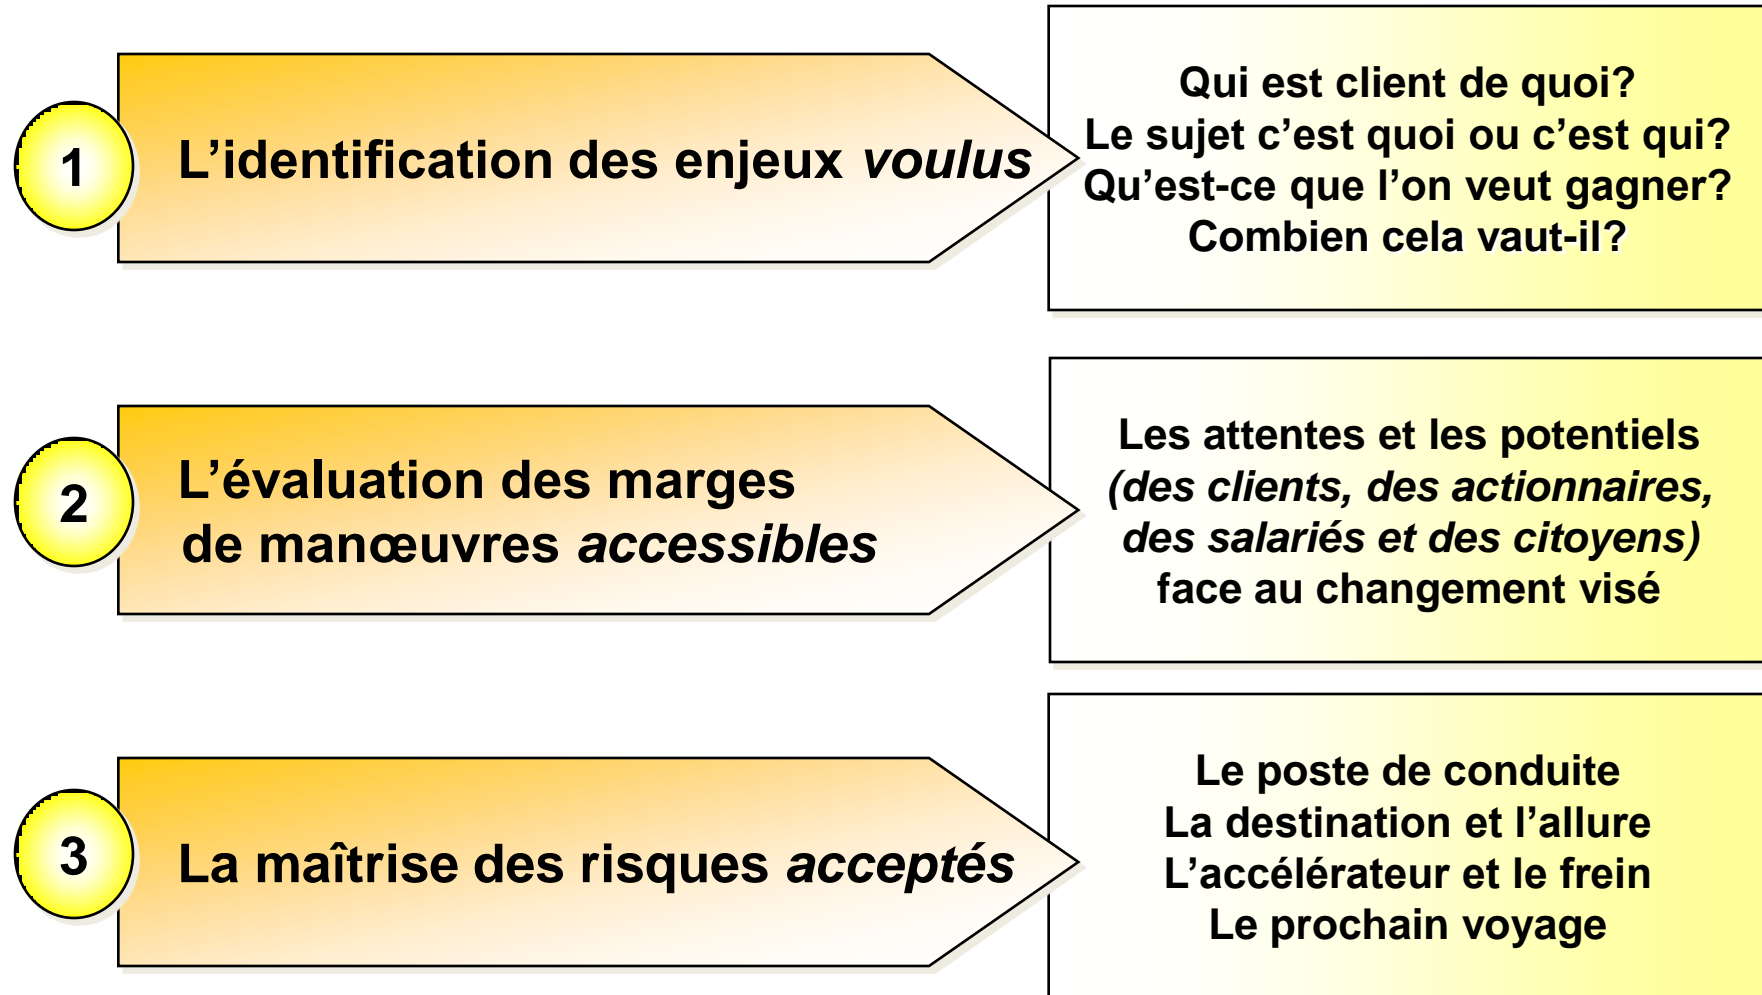 1
L’identification des enjeux voulus
Qui est client de quoi?
Le sujet c’est quoi ou c’est qui?
Qu’est-ce que l’on veut gagner?
Combien cela vaut-il?
2
L’évaluation des marges
de manœuvres accessibles
Les attentes et les potentiels
(des clients, des actionnaires,
des salariés et des citoyens)
face au changement visé
3
La maîtrise des risques acceptés
Le poste de conduite
La destination et l’allure
L’accélérateur et le frein
Le prochain voyage